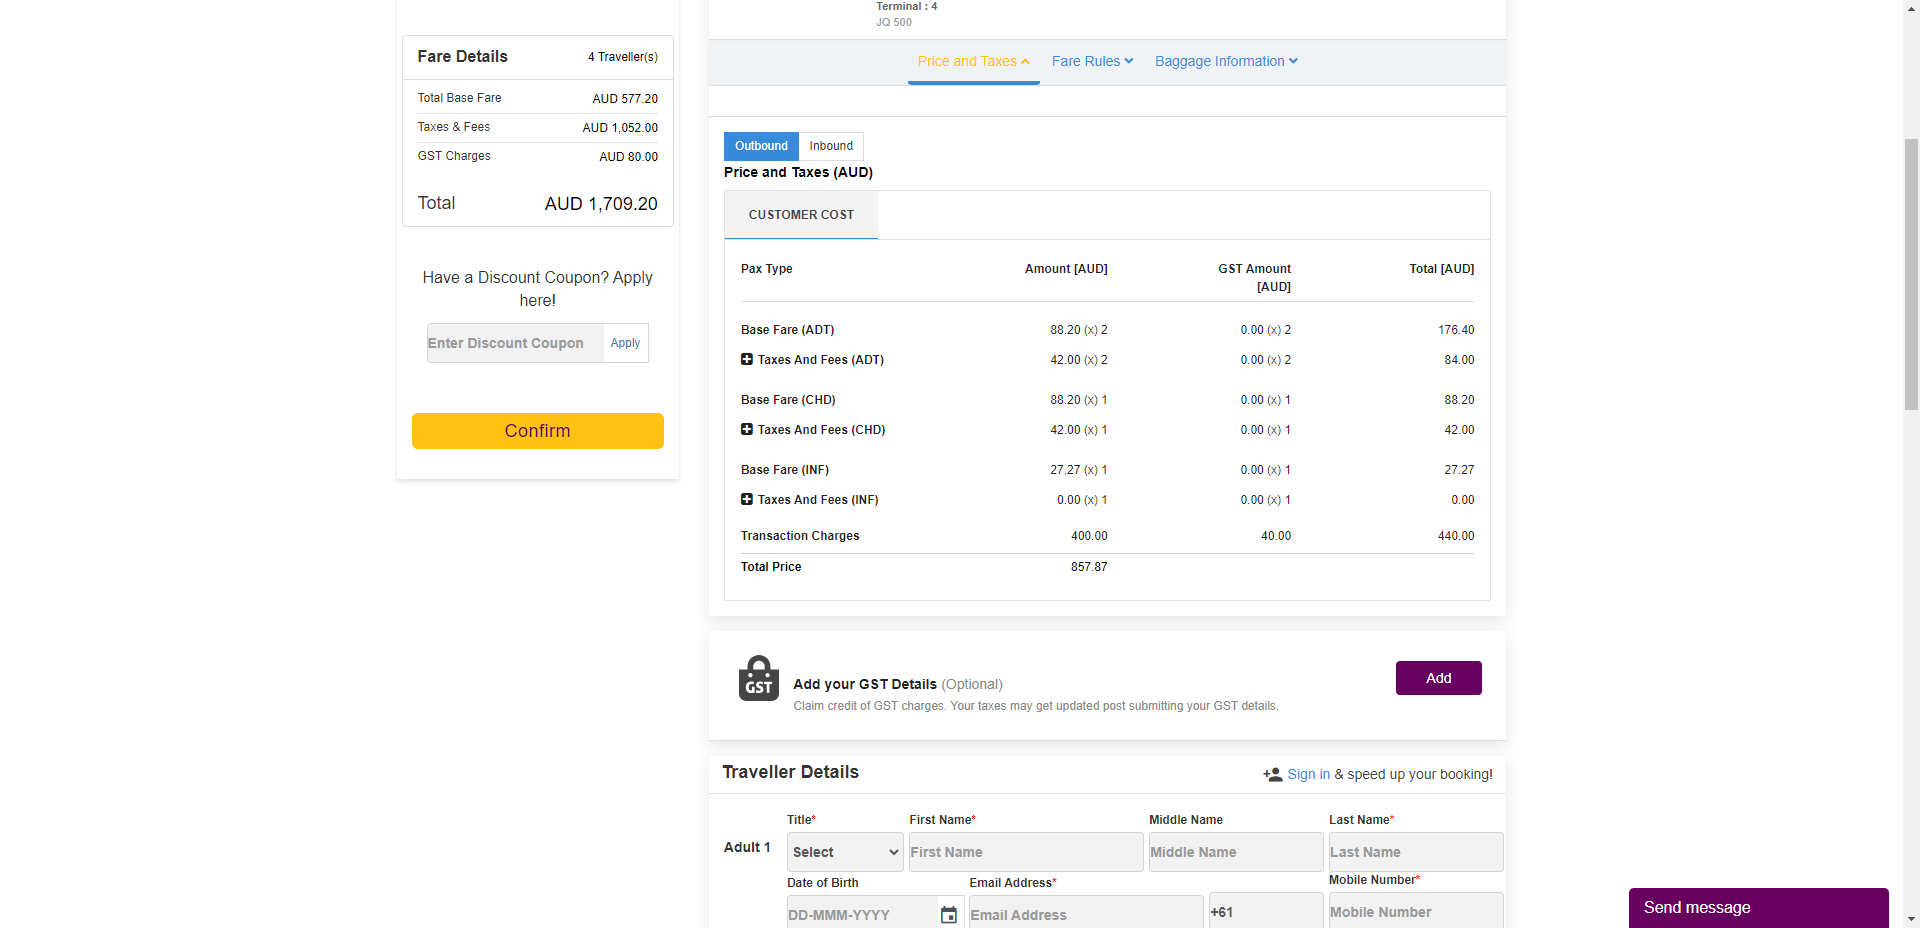 Terminal : 4
JQ 500
Fare Details 4 Traveller(s)
Total Base Fare AUD 577.20
Taxes & Fees AUD 1,052.00
GST Charges AUD 80.00
Total AUD 1,709.20
Have a Discount Coupon? Apply
here!
Enter Discount Coupon Apply
Confirm
Price and Taxes Fare Rules Baggage Information
Outbound Inbound
Price and Taxes (AUD)
CUSTOMER COST
Pax Type Amount [AUD] GST Amount Total [AUD]
[AUD]
Base Fare (ADT) 88.20 (x) 2 0.00 (x) 2 176.40
Taxes And Fees (ADT) 42.00 (x) 2 0.00 (x) 2 84.00
Base Fare (CHD) 88.20 (x) 1 0.00 (x) 1 88.20
Taxes And Fees (CHD) 42.00 (x) 1 0.00 (x) 1 42.00
Base Fare (INF) 27.27 (x) 1 0.00 (x) 1 27.27
Taxes And Fees (INF) 0.00 (x) 1 0.00 (x) 1 0.00
Transaction Charges 400.00 40.00 440.00
Total Price 857.87
GST
Add your GST Details (Optional)
Claim credit of GST charges. Your taxes may get updated post submitting your GST details.
Add
Traveller Details Sign in & speed up your booking!
Title* First Name* Middle Name Last Name*
Adult 1 Select First Name Middle Name Last Name
Date of Birth Email Address* Mobile Number*
DD-MMM-YYYY Email Address +61 Mobile Number
Send message